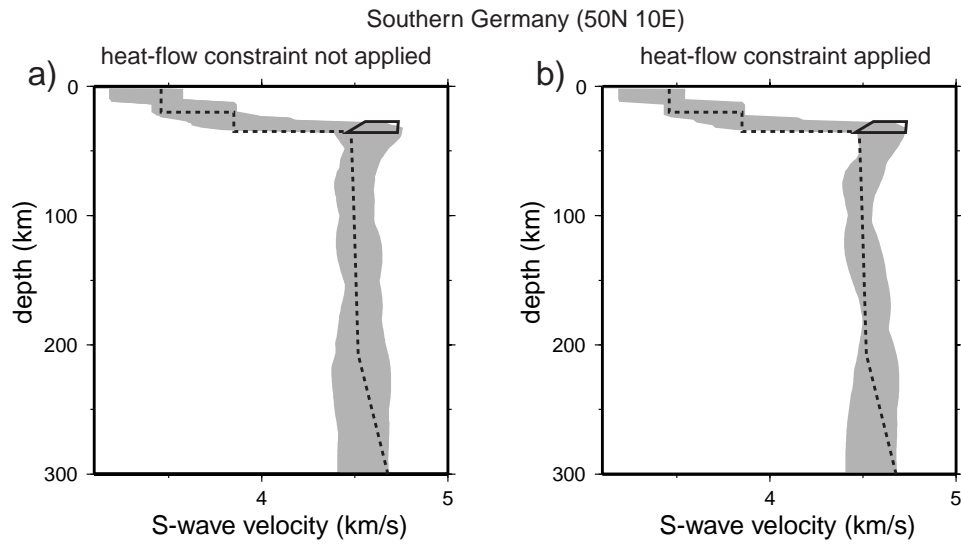 Southern Germany (50N 10E)
a) heat-flow constraint not applied
0
100
200
300
depth (km)
4
5
S-wave velocity (km/s)
b) heat-flow constraint applied
0
100
200
300
depth (km)
4
5
S-wave velocity (km/s)